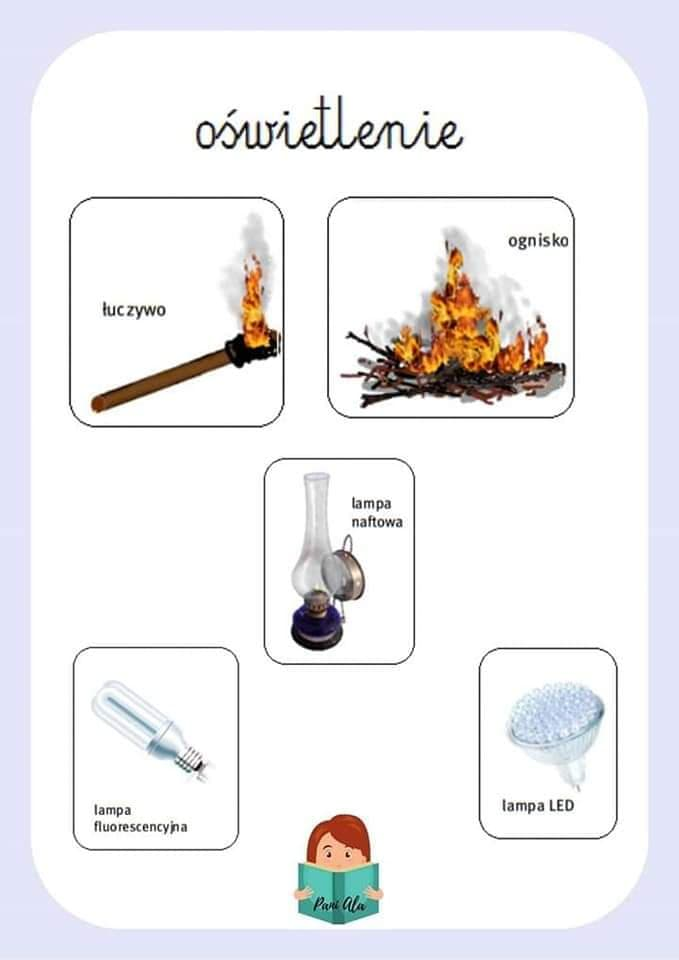 oświetlenie
łuczywo
ognisko
lampa
naftowa
lampa
fluorescencyjna
lampa LED
Pani Ala